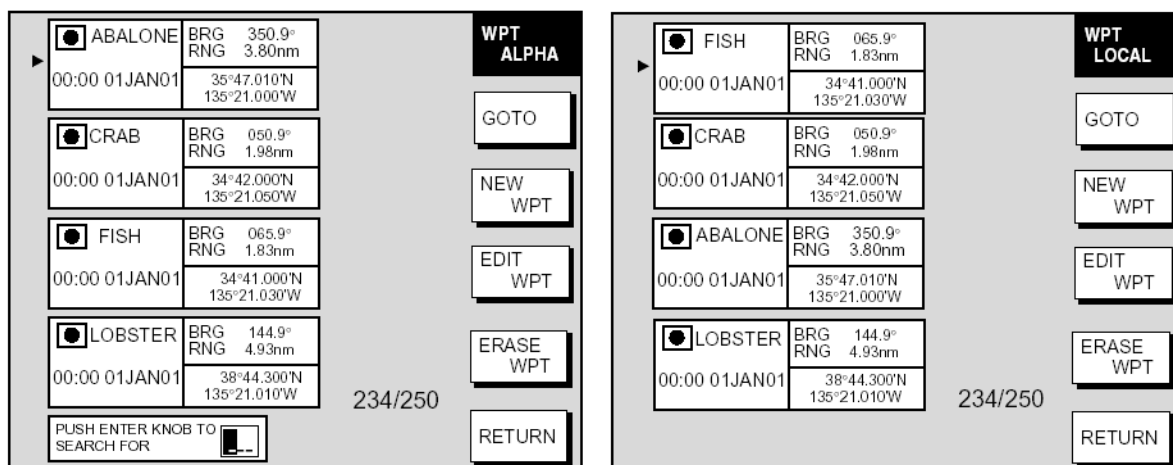 ABALONE
BRG 350.9°
RNG 3.80nm
00:00 01JAN01
35°47.010'N
135°21.000'W
CRAB
BRG 050.9°
RNG 1.98nm
00:00 01JAN01
34°42.000'N
135°21.050'W
FISH
BRG 065.9°
RNG 1.83nm
00:00 01JAN01
34°41.000'N
135°21.030'W
LOBSTER
BRG 144.9°
RNG 4.93nm
00:00 01JAN01
38°44.300'N
135°21.010'W
234/250
PUSH ENTER KNOB TO
SEARCH FOR _ _
WPT
ALPHA
GOTO
NEW
WPT
EDIT
WPT
ERASE
WPT
RETURN
FISH
BRG 065.9°
RNG 1.83nm
00:00 01JAN01
34°41.000'N
135°21.030'W
CRAB
BRG 050.9°
RNG 1.98nm
00:00 01JAN01
34°42.000'N
135°21.050'W
ABALONE
BRG 350.9°
RNG 3.80nm
00:00 01JAN01
35°47.010'N
135°21.000'W
LOBSTER
BRG 144.9°
RNG 4.93nm
00:00 01JAN01
38°44.300'N
135°21.010'W
234/250
WPT
LOCAL
GOTO
NEW
WPT
EDIT
WPT
ERASE
WPT
RETURN